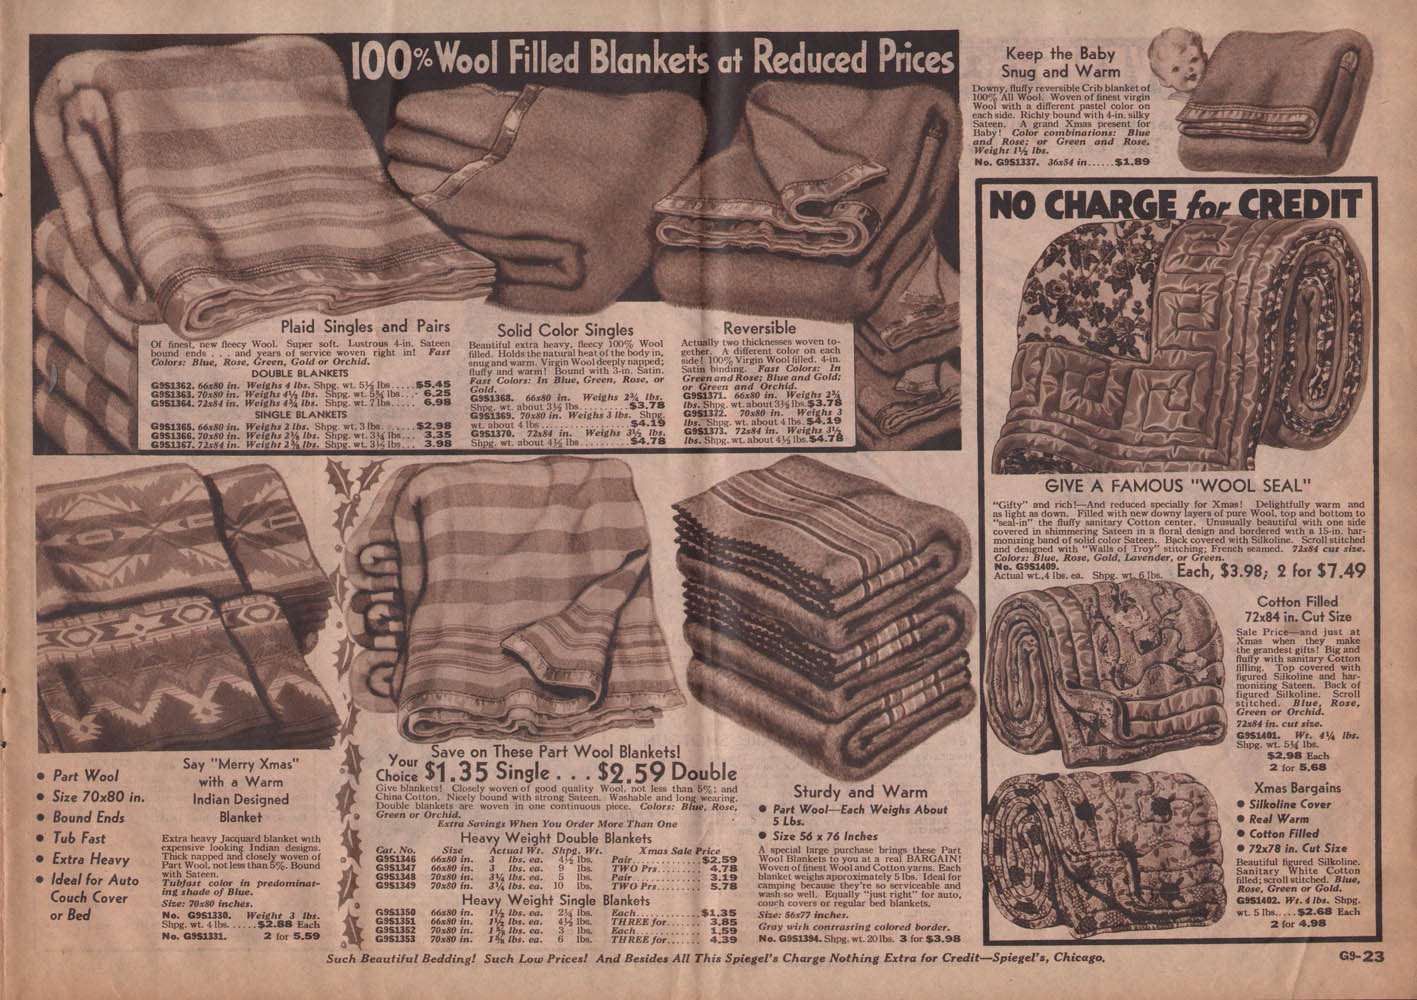 100% Wool Filled Blankets at Reduced Prices
Plaid Singles and Pairs
Of finest, new fleecy Wool. Super soft. Lustrous 4-in. Sateen
bound ends . . . and years of service woven right in! Fast
Colors: Blue, Rose, Green, Gold or Orchid.
DOUBLE BLANKETS
G9S1362. 66x80 in. Weighs 4 lbs. Shpg. wt. 5½ lbs.....$5.45
G9S1363. 70x80 in. Weighs 4½ lbs. Shpg. wt. 5¾ lbs... 6.25
G9S1364. 72x84 in. Weighs 4¾ lbs. Shpg. wt. 7 lbs..... 6.98
SINGLE BLANKETS
G9S1365. 66x80 in. Weighs 2 lbs. Shpg. wt. 3 lbs......$2.98
G9S1366. 70x80 in. Weighs 2⅛ lbs. Shpg. wt. 3¼ lbs... 3.35
G9S1367. 72x84 in. Weighs 2⅜ lbs. Shpg. wt. 3½ lbs... 3.98
Solid Color Singles
Beautiful extra heavy, fleecy 100% Wool
filled. Holds the natural heat of the body in,
snug and warm. Virgin Wool deeply napped;
fluffy and warm! Bound with 3-in. Satin.
Fast Colors: In Blue, Green, Rose, or
Gold.
G9S1368. 66x80 in. Weighs 2¾ lbs.
Shpg. wt. about 3½ lbs.........$3.78
G9S1369. 70x80 in. Weighs 3 lbs. Shpg.
wt. about 4 lbs................$4.19
G9S1370. 72x84 in. Weighs 3½ lbs.
Shpg. wt. about 4½ lbs.........$4.78
Reversible
Actually two thicknesses woven to-
gether. A different color on each
side! 100% Virgin Wool filled. 4-in.
Satin binding. Fast Colors: In
Green and Rose; Blue and Gold;
or Green and Orchid.
G9S1371. 66x80 in. Weighs 2¾
lbs. Shpg. wt. about 3½ lbs. $3.78
G9S1372. 70x80 in. Weighs 3
lbs. Shpg. wt. about 4 lbs. $4.19
G9S1373. 72x84 in. Weighs 3½
lbs. Shpg. wt. about 4½ lbs. $4.78
Keep the Baby
Snug and Warm
Downy, fluffy reversible Crib blanket of
100% All Wool. Woven of finest virgin
Wool with a different pastel color on
each side. Richly bound with 4-in. silky
Sateen. A grand Xmas present for
Baby! Color combinations: Blue
and Rose; or Green and Rose.
Weighs 1½ lbs.
No. G9S1337. 36x54 in......$1.89
NO CHARGE for CREDIT
GIVE A FAMOUS "WOOL SEAL"
"Gifty" and rich!—And reduced specially for Xmas! Delightfully warm and
as light as down. Filled with new downy layers of pure Wool, top and bottom to
"seal-in" the fluffy sanitary Cotton center. Unusually beautiful with one side
covered in shimmering Sateen in a floral design and bordered with a 15-in. har-
monizing band of solid color Sateen. Back covered with Silkoline. Scroll stitched
and designed with "Walls of Troy" stitching; French seamed. 72x84 cut size.
Colors: Blue, Rose, Gold, Lavender, or Green.
No. G9S1409.
Actual wt., 4 lbs. ea. Shpg. wt. 6 lbs. Each, $3.98; 2 for $7.49
Cotton Filled
72x84 in. Cut Size
Sale Price—and just at
Xmas when they make
the grandest gifts! Big and
fluffy with sanitary Cotton
filling. Top covered with
figured Silkoline and har-
monizing Sateen. Back of
figured Silkoline. Scroll
stitched. Blue, Rose,
Green or Orchid.
72x84 in. cut size.
G9S1401. Wt. 4¼ lbs.
Shpg. wt. 5¼ lbs.
$2.98 Each
2 for 5.68
Xmas Bargains
• Silkoline Cover
• Real Warm
• Cotton Filled
• 72x78 in. Cut Size
Beautiful figured Silkoline.
Sanitary White Cotton
filled; scroll stitched. Blue,
Rose, Green or Gold.
G9S1402. Wt. 4 lbs. Shpg.
wt. 5 lbs.....$2.68 Each
2 for 4.98
• Part Wool
• Size 70x80 in.
• Bound Ends
• Tub Fast
• Extra Heavy
• Ideal for Auto
Couch Cover
or Bed
Say "Merry Xmas"
with a Warm
Indian Designed
Blanket
Extra heavy Jacquard blanket with
expensive looking Indian designs.
Thick napped and closely woven of
Part Wool, not less than 5%. Bound
with Sateen.
Tubfast color in predominat-
ing shade of Blue.
Size: 70x80 inches.
No. G9S1330. Weight 3 lbs.
Shpg. wt. 4 lbs......$2.88 Each
No. G9S1331. 2 for 5.59
Save on These Part Wool Blankets!
Your Choice $1.35 Single . . . $2.59 Double
Give blankets! Closely woven of good quality Wool, not less than 5%; and
China Cotton. Nicely bound with strong Sateen. Washable and long wearing.
Double blankets are woven in one continuous piece. Colors: Blue, Rose,
Green or Orchid.
Extra Savings When You Order More Than One
Heavy Weight Double Blankets
Cat. No. Size Actual Wt. Shpg. Wt. Xmas Sale Price
G9S1346 66x80 in. 3 lbs. ea. 4½ lbs. Pair............$2.59
G9S1347 66x80 in. 3 lbs. ea. 9 lbs. TWO Prs......... 4.78
G9S1348 70x80 in. 3¼ lbs. ea. 5 lbs. Pair............ 3.19
G9S1349 70x80 in. 3¼ lbs. ea. 10 lbs. TWO Prs......... 5.78
Heavy Weight Single Blankets
G9S1350 66x80 in. 1½ lbs. ea. 2¼ lbs. Each............$1.35
G9S1351 66x80 in. 1½ lbs. ea. 4½ lbs. THREE for....... 3.85
G9S1352 70x80 in. 1⅝ lbs. ea. 3 lbs. Each............ 1.59
G9S1353 70x80 in. 1⅝ lbs. ea. 6 lbs. THREE for....... 4.39
Sturdy and Warm
• Part Wool—Each Weighs About
5 Lbs.
• Size 56 x 76 Inches
A special large purchase brings these Part
Wool Blankets to you at a real BARGAIN!
Woven of finest Wool and Cotton yarns. Each
blanket weighs approximately 5 lbs. Ideal for
camping because they're so serviceable and
wash so well. Equally "just right" for auto,
couch covers or regular bed blankets.
Size: 56x77 inches.
Gray with contrasting colored border.
No. G9S1394. Shpg. wt. 20 lbs. 3 for $3.98
Such Beautiful Bedding! Such Low Prices! And Besides All This Spiegel's Charge Nothing Extra for Credit—Spiegel's, Chicago.
G9-23